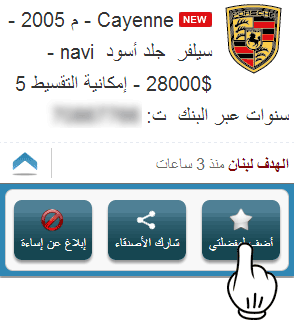 PORSCHE
NEW Cayenne - م 2005 -
سيلفر جلد أسود navi -
28000$ - إمكانية التقسيط 5
سنوات عبر البنك ت:
الهدف لبنان منذ 3 ساعات
أضف لمفضلتي
شارك الأصدقاء
إبلاغ عن إساءة